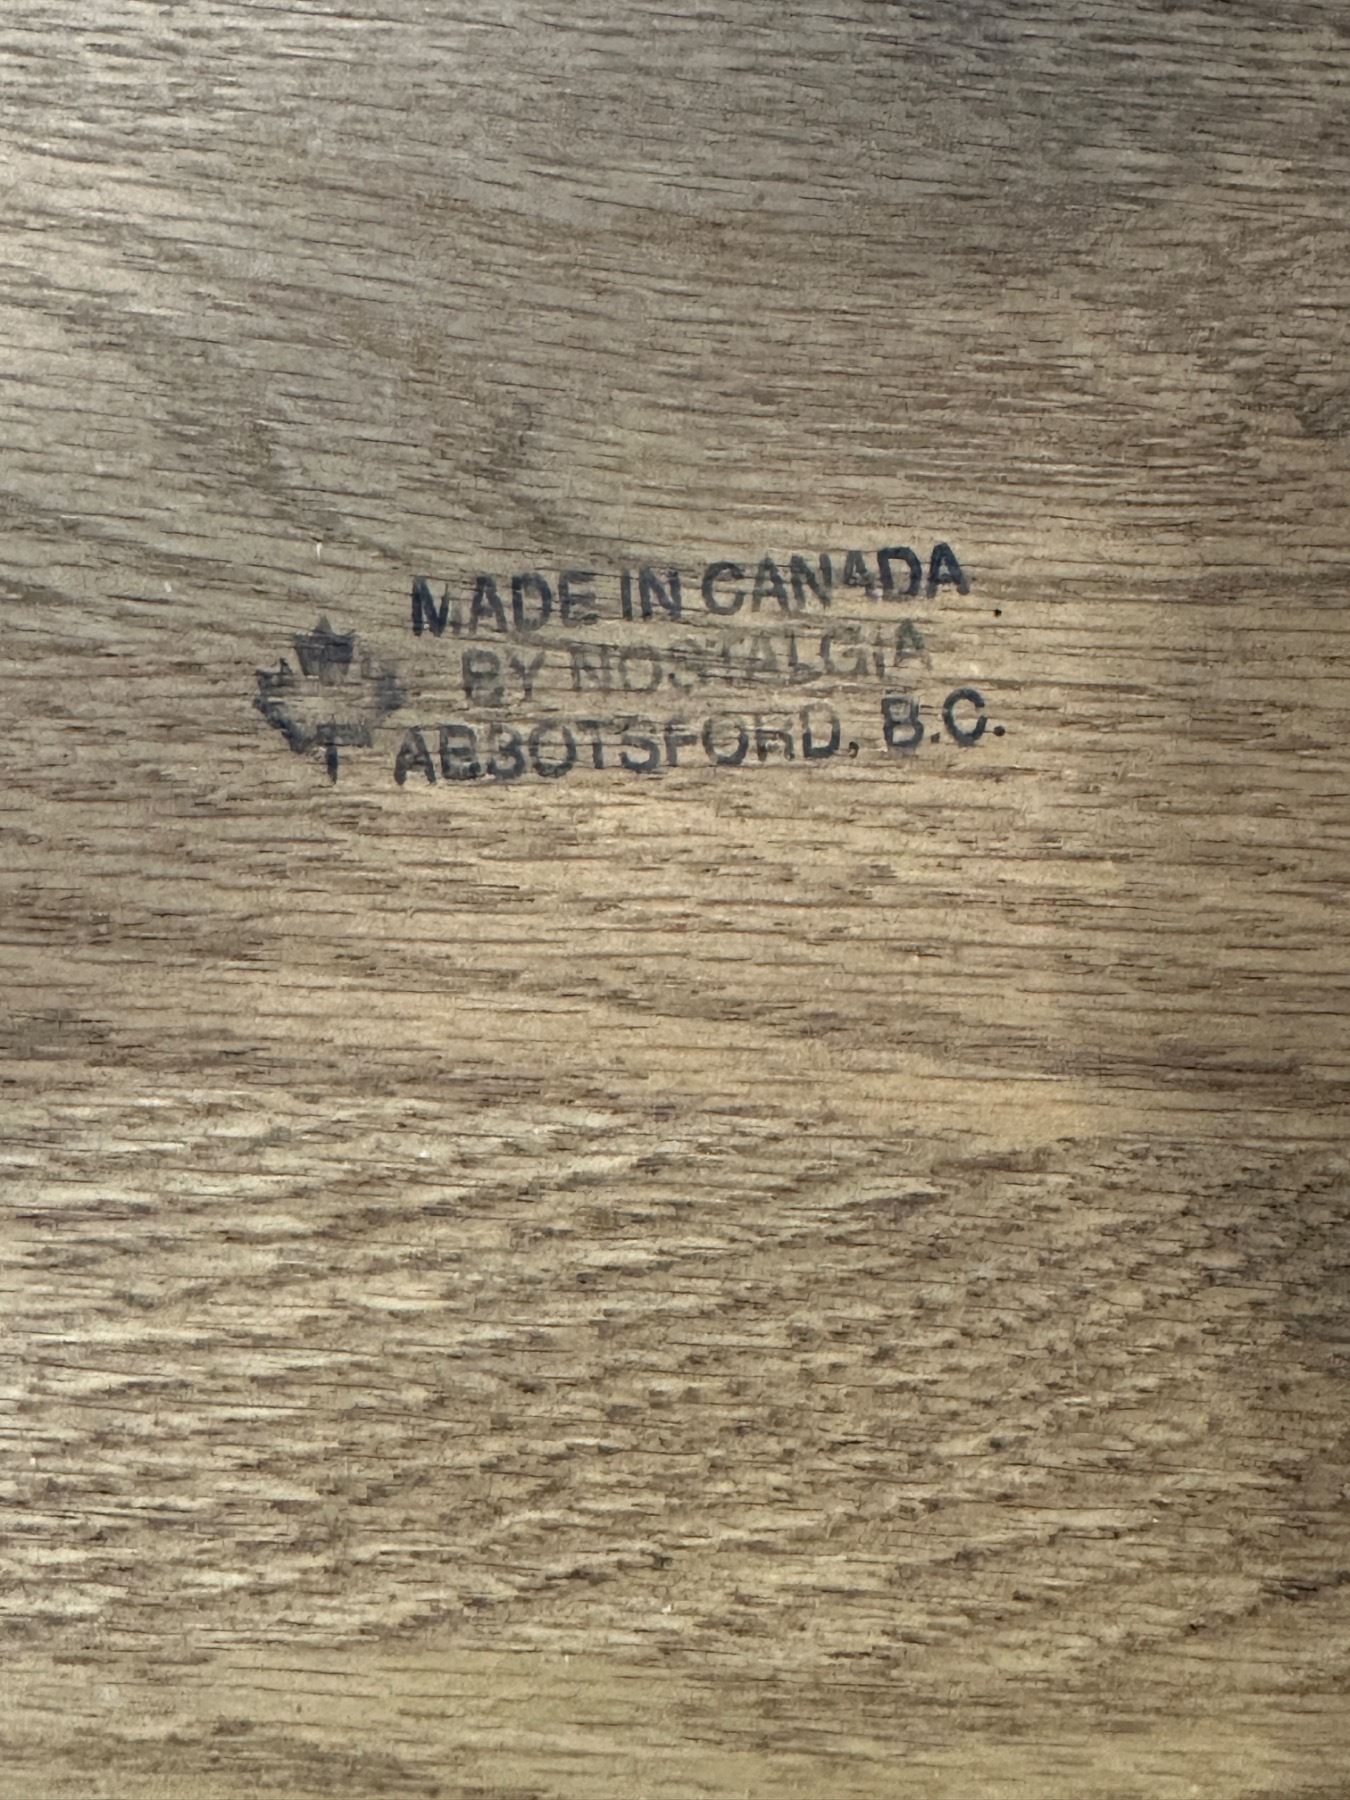 MADE IN CANADA
BY NOSTALGIA
ABBOTSFORD, B.C.